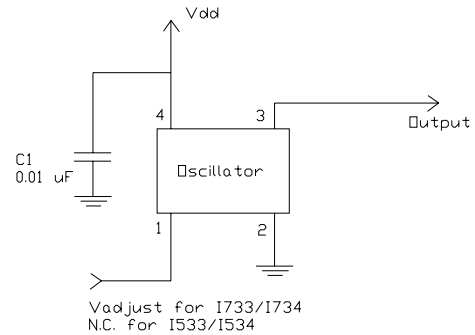 Vdd
4
3
Output
C1
0.01 uF
Oscillator
1
2
Vadjust for I733/I734
N.C. for I533/I534